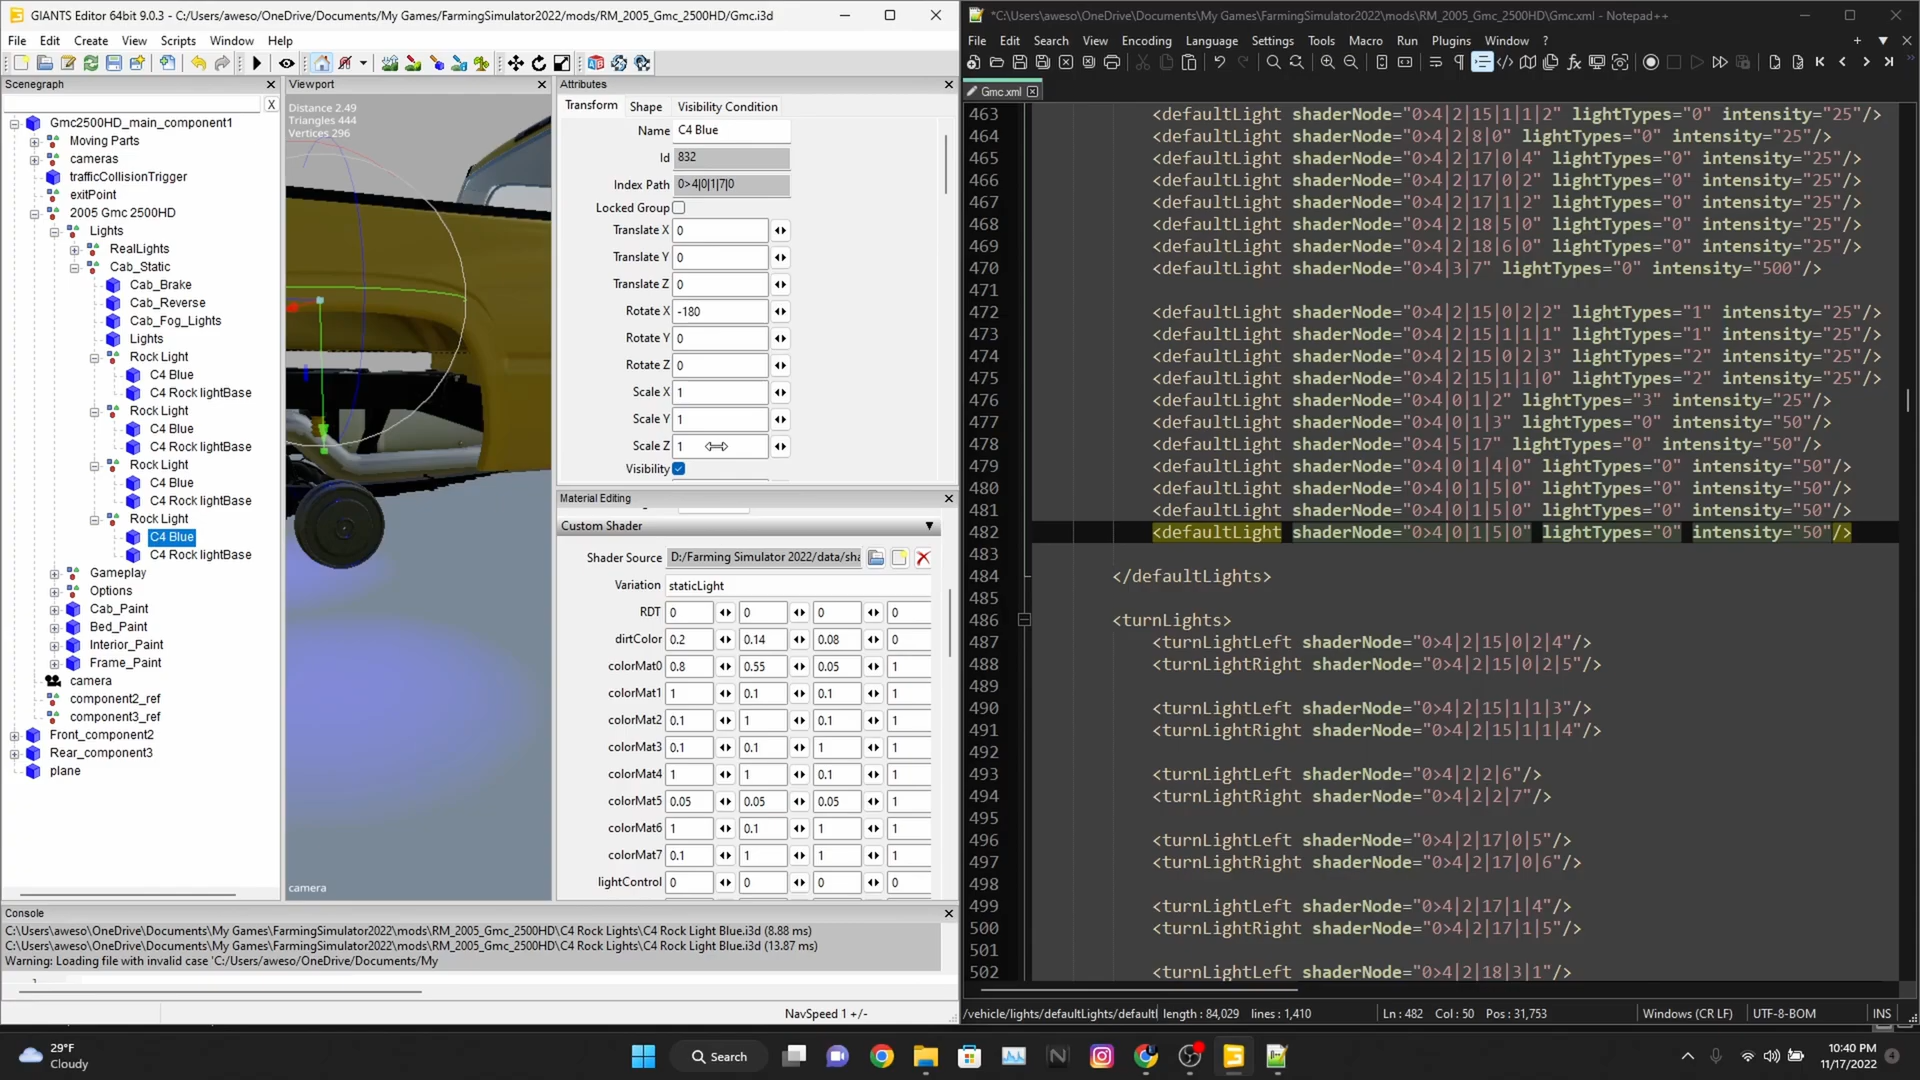 GIANTS Editor 64bit 9.0.3 - C:/Users/aweso/OneDrive/Documents/My Games/FarmingSimulator2022/mods/RM_2005_Gmc_2500HD/Gmc.i3d
File Edit Create View Scripts Window Help
Scenegraph
X
Gmc2500HD_main_component1
Moving Parts
cameras
trafficCollisionTrigger
exitPoint
2005 Gmc 2500HD
Lights
RealLights
Cab_Static
Cab_Brake
Cab_Reverse
Cab_Fog_Lights
Lights
Rock Light
C4 Blue
C4 Rock lightBase
Rock Light
C4 Blue
C4 Rock lightBase
Rock Light
C4 Blue
C4 Rock lightBase
Rock Light
C4 Blue
C4 Rock lightBase
Gameplay
Options
Cab_Paint
Bed_Paint
Interior_Paint
Frame_Paint
camera
component2_ref
component3_ref
Front_component2
Rear_component3
plane
Viewport
Distance 2.49
Triangles 444
Vertices 296
camera
Attributes
Transform Shape Visibility Condition
Name C4 Blue
Id 832
Index Path 0>4|0|1|7|0
Locked Group
Translate X 0
Translate Y 0
Translate Z 0
Rotate X -180
Rotate Y 0
Rotate Z 0
Scale X 1
Scale Y 1
Scale Z 1
Visibility
Material Editing
Custom Shader
Shader Source D:/Farming Simulator 2022/data/sha
Variation staticLight
RDT 0 0 0 0
dirtColor 0.2 0.14 0.08 0
colorMat0 0.8 0.55 0.05 1
colorMat1 1 0.1 0.1 1
colorMat2 0.1 1 0.1 1
colorMat3 0.1 0.1 1 1
colorMat4 1 1 0.1 1
colorMat5 0.05 0.05 0.05 1
colorMat6 1 0.1 1 1
colorMat7 0.1 1 1 1
lightControl 0 0 0 0
Console
C:\Users\aweso\OneDrive\Documents\My Games\FarmingSimulator2022\mods\RM_2005_Gmc_2500HD\C4 Rock Lights\C4 Rock Light Blue.i3d (8.88 ms)
C:\Users\aweso\OneDrive\Documents\My Games\FarmingSimulator2022\mods\RM_2005_Gmc_2500HD\C4 Rock Lights\C4 Rock Light Blue.i3d (13.87 ms)
Warning: Loading file with invalid case 'C:/Users/aweso/OneDrive/Documents/My
NavSpeed 1 +/-
*C:\Users\aweso\OneDrive\Documents\My Games\FarmingSimulator2022\mods\RM_2005_Gmc_2500HD\Gmc.xml - Notepad++
File Edit Search View Encoding Language Settings Tools Macro Run Plugins Window ?
Gmc.xml
463 <defaultLight shaderNode="0>4|2|15|1|1|2" lightTypes="0" intensity="25"/>
464 <defaultLight shaderNode="0>4|2|8|0" lightTypes="0" intensity="25"/>
465 <defaultLight shaderNode="0>4|2|17|0|4" lightTypes="0" intensity="25"/>
466 <defaultLight shaderNode="0>4|2|17|0|2" lightTypes="0" intensity="25"/>
467 <defaultLight shaderNode="0>4|2|17|1|2" lightTypes="0" intensity="25"/>
468 <defaultLight shaderNode="0>4|2|18|5|0" lightTypes="0" intensity="25"/>
469 <defaultLight shaderNode="0>4|2|18|6|0" lightTypes="0" intensity="25"/>
470 <defaultLight shaderNode="0>4|3|7" lightTypes="0" intensity="500"/>
471
472 <defaultLight shaderNode="0>4|2|15|0|2|2" lightTypes="1" intensity="25"/>
473 <defaultLight shaderNode="0>4|2|15|1|1|1" lightTypes="1" intensity="25"/>
474 <defaultLight shaderNode="0>4|2|15|0|2|3" lightTypes="2" intensity="25"/>
475 <defaultLight shaderNode="0>4|2|15|1|1|0" lightTypes="2" intensity="25"/>
476 <defaultLight shaderNode="0>4|0|1|2" lightTypes="3" intensity="25"/>
477 <defaultLight shaderNode="0>4|0|1|3" lightTypes="0" intensity="50"/>
478 <defaultLight shaderNode="0>4|5|17" lightTypes="0" intensity="50"/>
479 <defaultLight shaderNode="0>4|0|1|4|0" lightTypes="0" intensity="50"/>
480 <defaultLight shaderNode="0>4|0|1|5|0" lightTypes="0" intensity="50"/>
481 <defaultLight shaderNode="0>4|0|1|5|0" lightTypes="0" intensity="50"/>
482 <defaultLight shaderNode="0>4|0|1|5|0" lightTypes="0" intensity="50"/>
483
484 </defaultLights>
485
486 <turnLights>
487 <turnLightLeft shaderNode="0>4|2|15|0|2|4"/>
488 <turnLightRight shaderNode="0>4|2|15|0|2|5"/>
489
490 <turnLightLeft shaderNode="0>4|2|15|1|1|3"/>
491 <turnLightRight shaderNode="0>4|2|15|1|1|4"/>
492
493 <turnLightLeft shaderNode="0>4|2|2|6"/>
494 <turnLightRight shaderNode="0>4|2|2|7"/>
495
496 <turnLightLeft shaderNode="0>4|2|17|0|5"/>
497 <turnLightRight shaderNode="0>4|2|17|0|6"/>
498
499 <turnLightLeft shaderNode="0>4|2|17|1|4"/>
500 <turnLightRight shaderNode="0>4|2|17|1|5"/>
501
502 <turnLightLeft shaderNode="0>4|2|18|3|1"/>
/vehicle/lights/defaultLights/defaultl length : 84,029 lines : 1,410 Ln : 482 Col : 50 Pos : 31,753 Windows (CR LF) UTF-8-BOM INS
29°F
Cloudy
Search
10:40 PM
11/17/2022
4